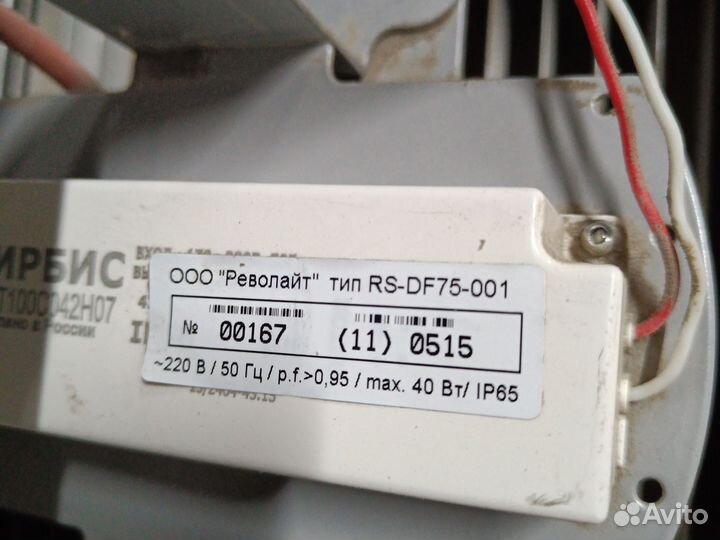 ИРБИС
T100C042H07
ООО "Револайт" тип RS-DF75-001
№ 00167 (11) 0515
~220 В / 50 Гц / p.f.>0,95 / max. 40 Вт/ IP65
Avito